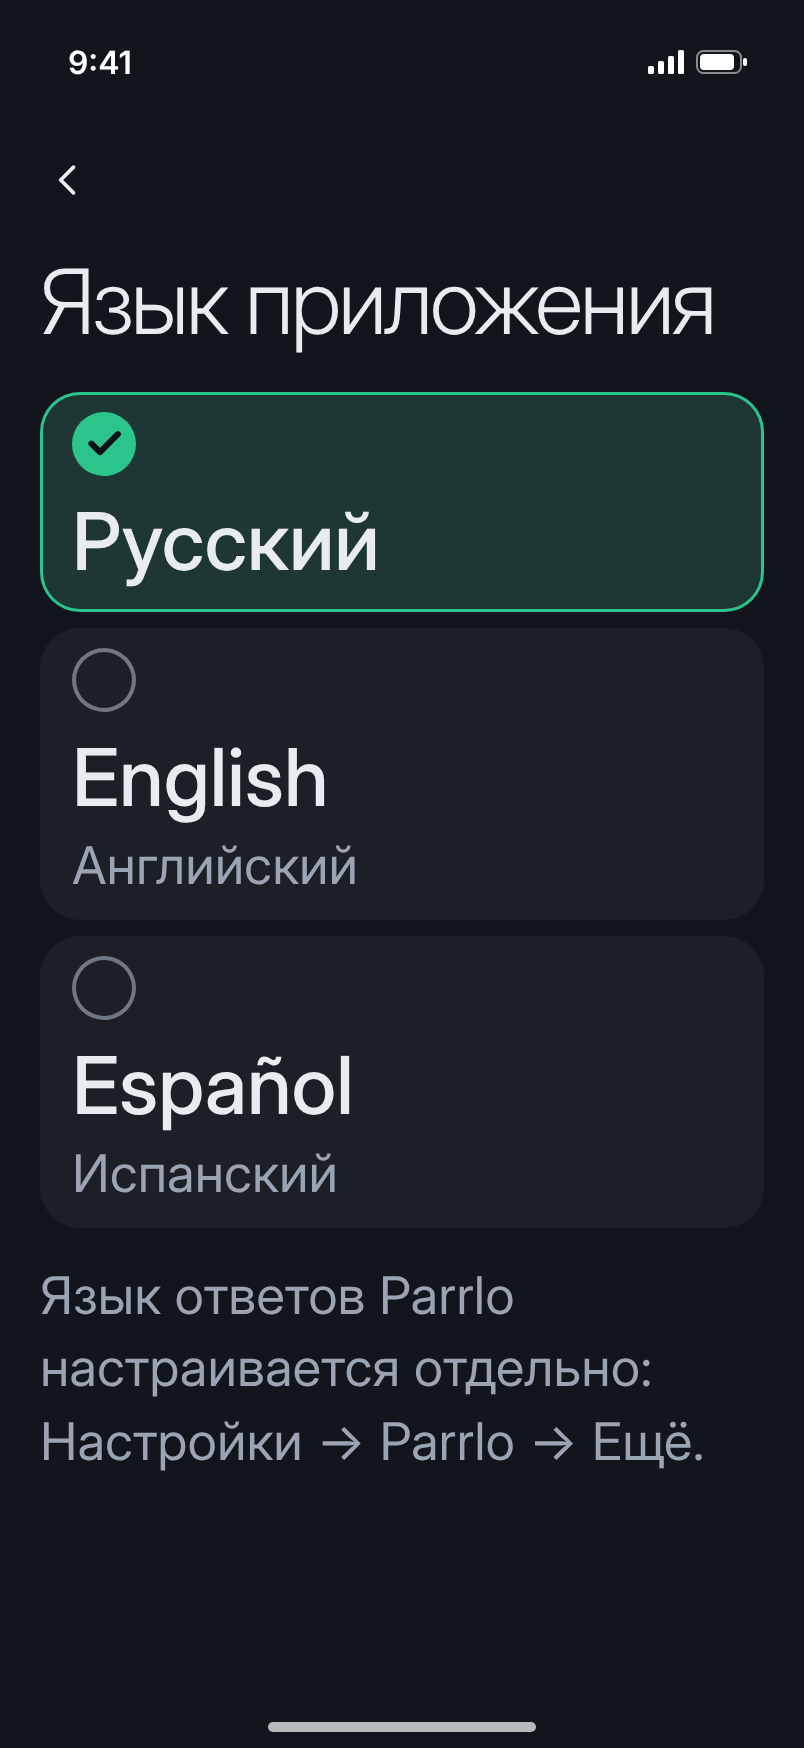 9:41
Язык приложения
Русский
English
Английский
Español
Испанский
Язык ответов Parrlo
настраивается отдельно:
Настройки → Parrlo → Ещё.